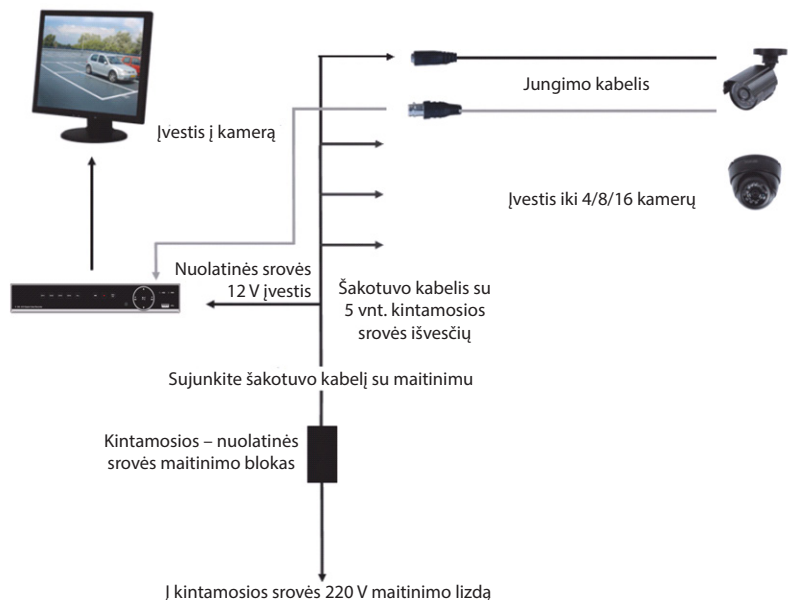 Jungimo kabelis
Įvestis į kamerą
Įvestis iki 4/8/16 kamerų
Nuolatinės srovės
12 V įvestis
Šakotuvo kabelis su
5 vnt. kintamosios
srovės išvesčių
Sujunkite šakotuvo kabelį su maitinimu
Kintamosios – nuolatinės
srovės maitinimo blokas
Į kintamosios srovės 220 V maitinimo lizdą